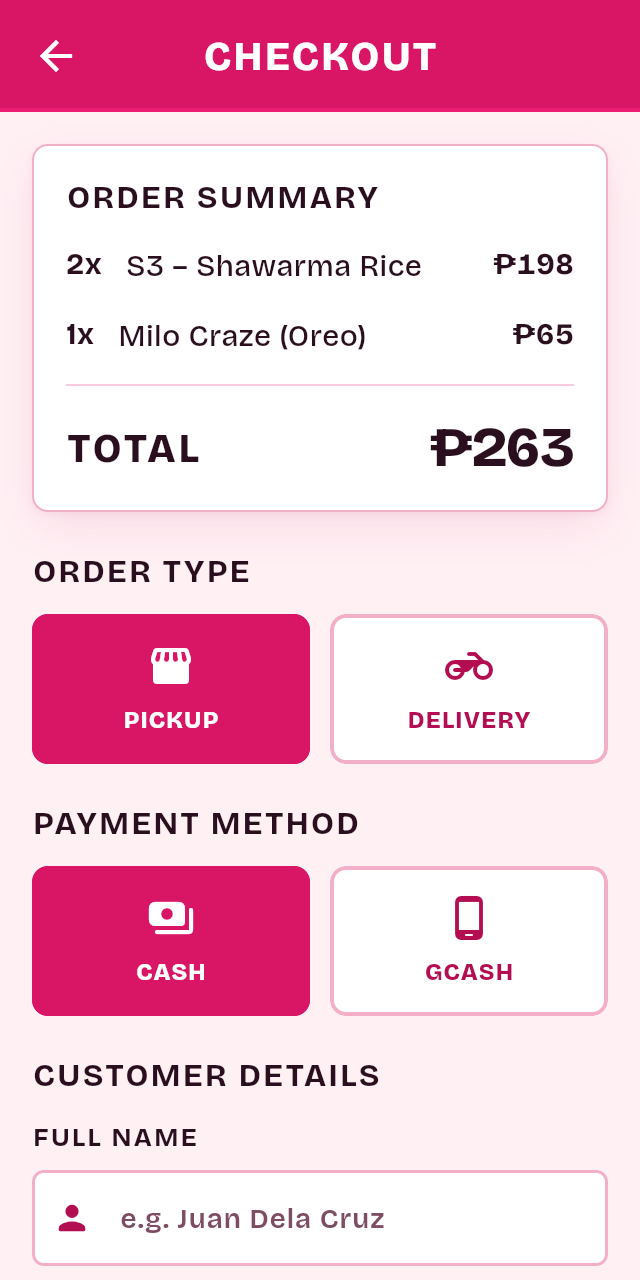 CHECKOUT
ORDER SUMMARY
2x S3 – Shawarma Rice ₱198
1x Milo Craze (Oreo) ₱65
TOTAL ₱263
ORDER TYPE
PICKUP DELIVERY
PAYMENT METHOD
CASH GCASH
CUSTOMER DETAILS
FULL NAME
e.g. Juan Dela Cruz